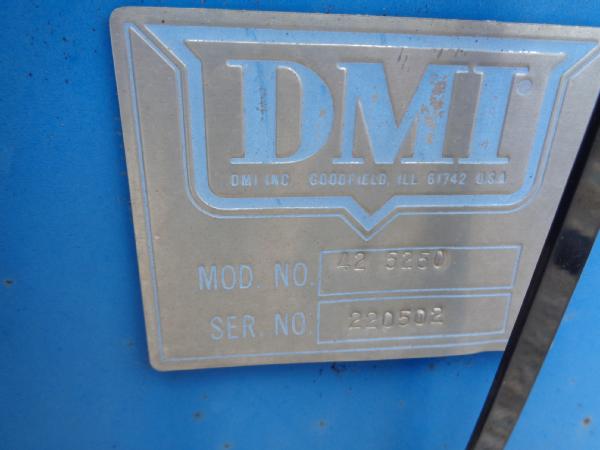 DMI®
DMI INC. GOODFIELD, ILL 61742 U.S.A.
MOD. NO. 42 5250
SER. NO. 220502